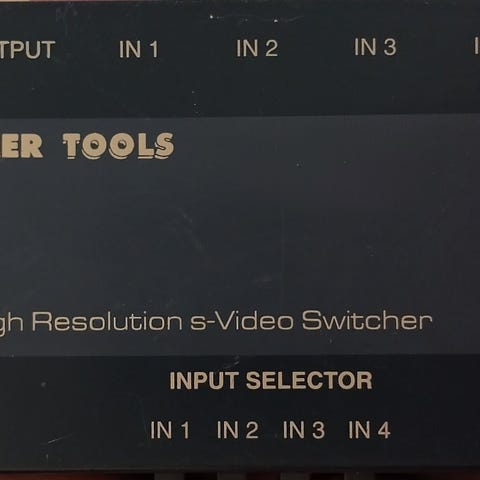 TPUT IN 1 IN 2 IN 3
ER TOOLS
gh Resolution s-Video Switcher
INPUT SELECTOR
IN 1 IN 2 IN 3 IN 4